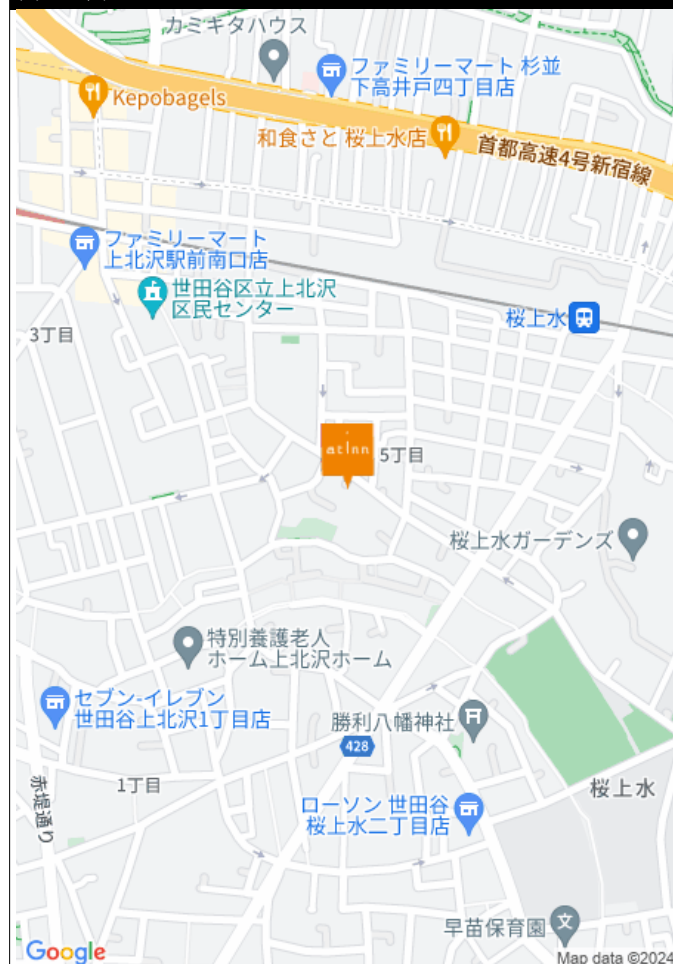 カミキタハウス
ファミリーマート 杉並
下高井戸四丁目店
Kepobagels
和食さと 桜上水店
首都高速4号新宿線
ファミリーマート
上北沢駅前南口店
世田谷区立上北沢
区民センター
桜上水
3丁目
at Inn
5丁目
桜上水ガーデンズ
特別養護老人
ホーム上北沢ホーム
セブン-イレブン
世田谷上北沢1丁目店
勝利八幡神社
428
1丁目
桜上水
赤堤通り
ローソン 世田谷
桜上水二丁目店
早苗保育園
文
Google
Map data ©2024